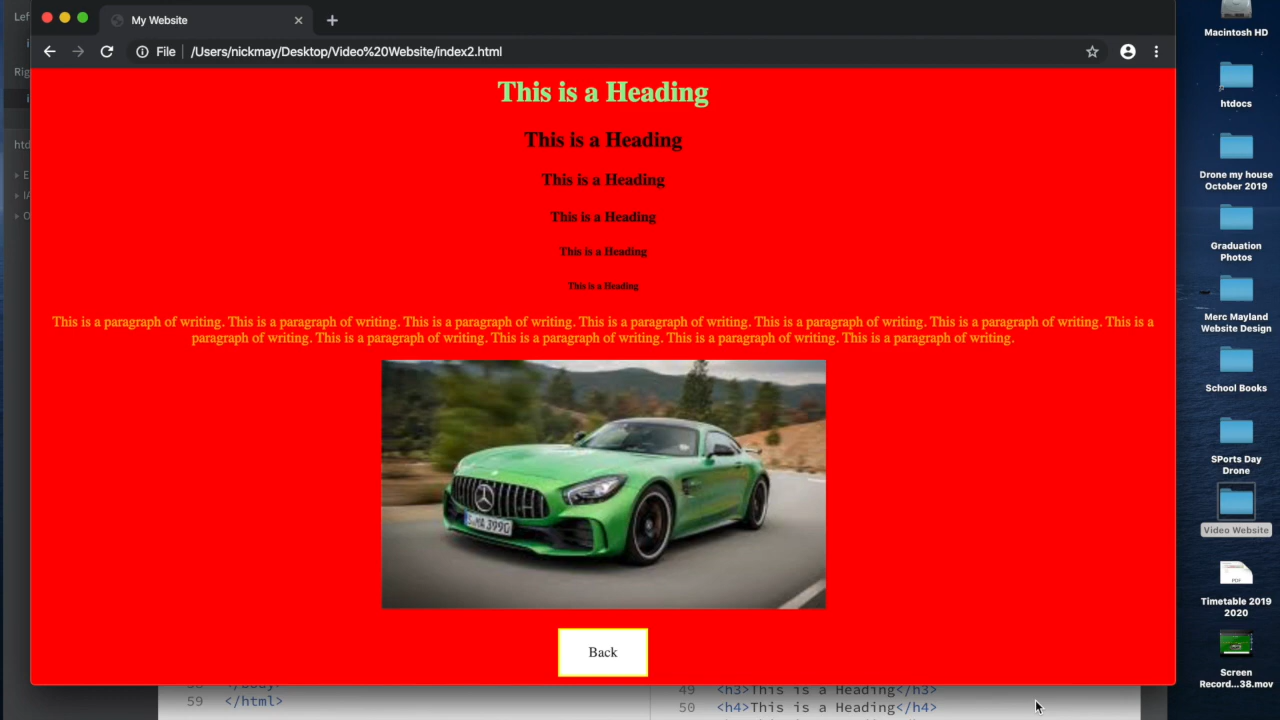 Left
My Website
File
/Users/nickmay/Desktop/Video%20Website/index2.html
This is a Heading
This is a Heading
This is a Heading
This is a Heading
This is a Heading
This is a Heading
This is a paragraph of writing. This is a paragraph of writing. This is a paragraph of writing. This is a paragraph of writing. This is a paragraph of writing. This is a paragraph of writing. This is a
paragraph of writing. This is a paragraph of writing. This is a paragraph of writing. This is a paragraph of writing. This is a paragraph of writing.
Back
59 </html>
49 <h3>This is a Heading</h3>
50 <h4>This is a Heading</h4>
Macintosh HD
htdocs
Drone my house
October 2019
Graduation
Photos
Merc Mayland
Website Design
School Books
SPorts Day
Drone
Video Website
PDF
Timetable 2019
2020
Screen
Record...38.mov